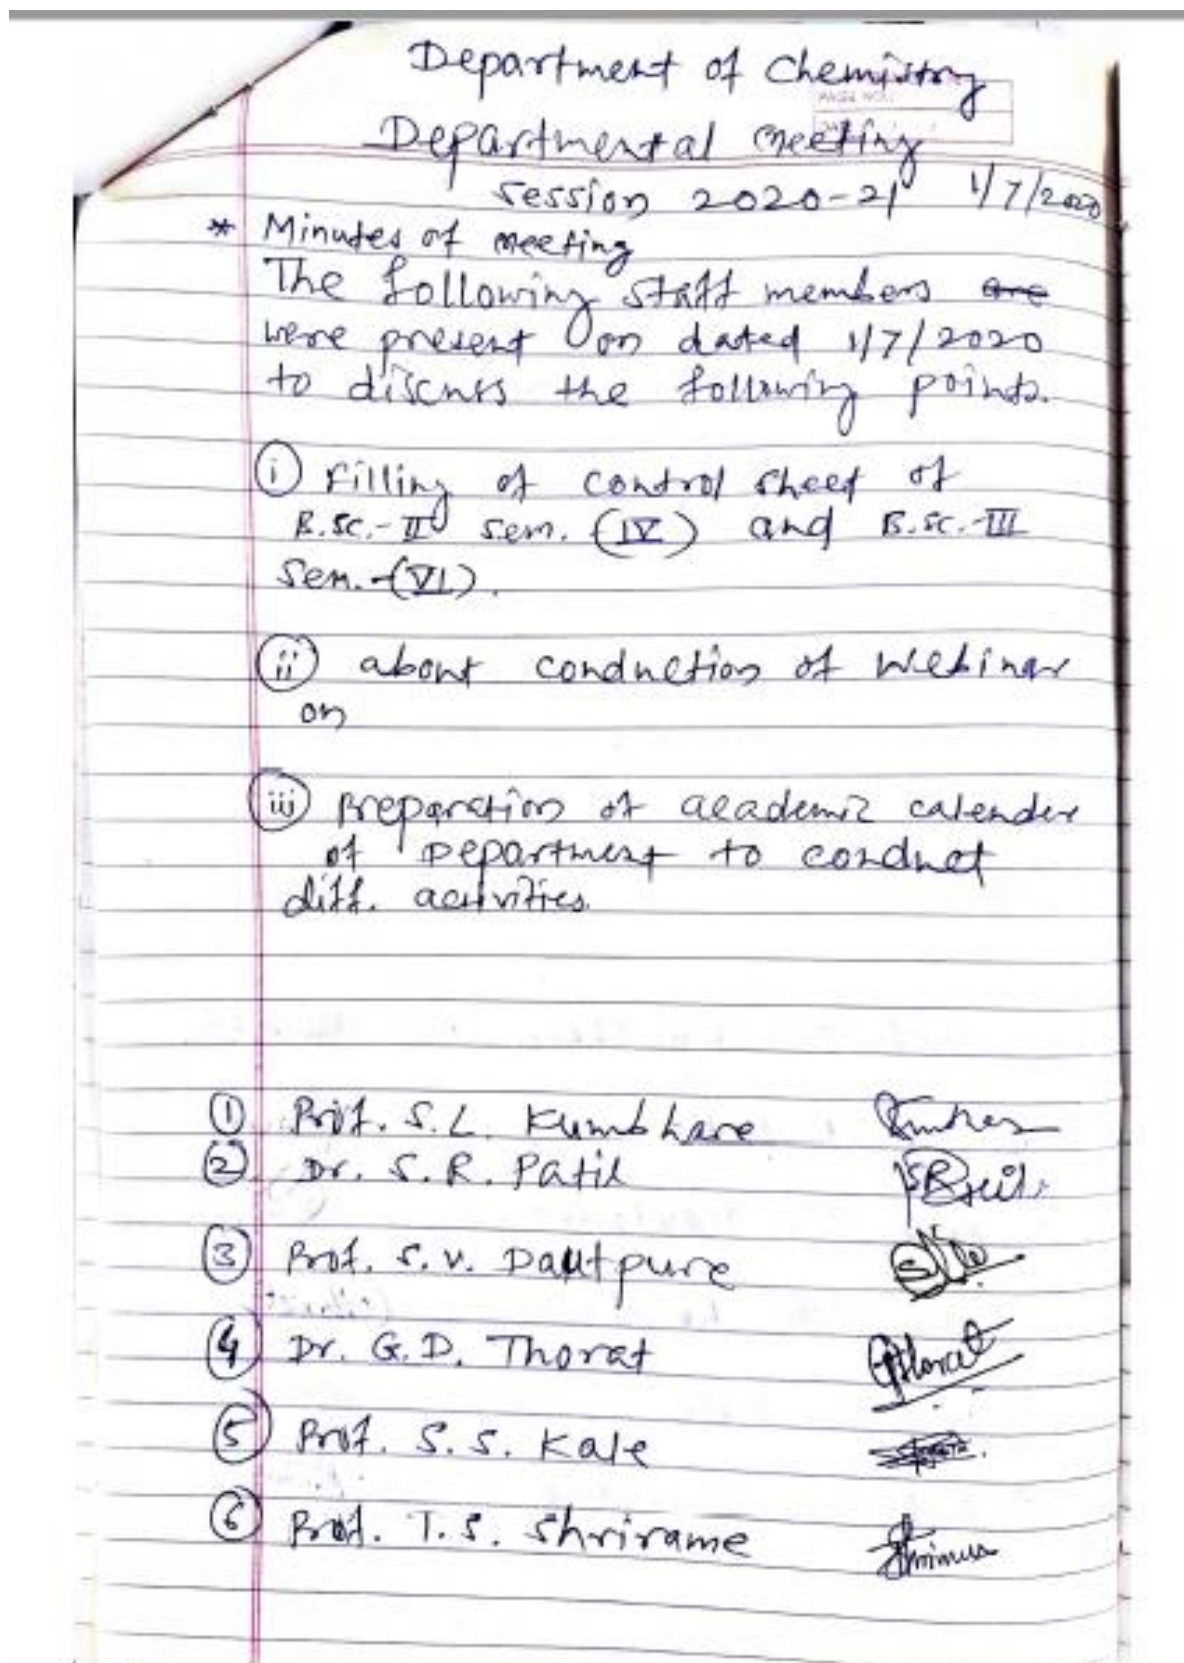 Department of Chemistry
PAGE NO.:
Departmental meeting
session 2020-21 1/7/2020
* Minutes of meeting
The following staff members are
were present on dated 1/7/2020
to discuss the following points.
(i) Filling of control sheet of
B.SC.-II sem. (IV) and B.SC.-III
Sem.-(VI).
(ii) about conduction of Webinar
on
(iii) Preparation of academic calender
of Department to conduct
diff. activities.
(1) Prof. S.L. Kumbhare
(2) Dr. S.R. Patil
(3) Prof. S.V. Dautpure
(4) Dr. G.D. Thorat
(5) Prof. S.S. Kale
(6) Prof. T.S. Shrirame